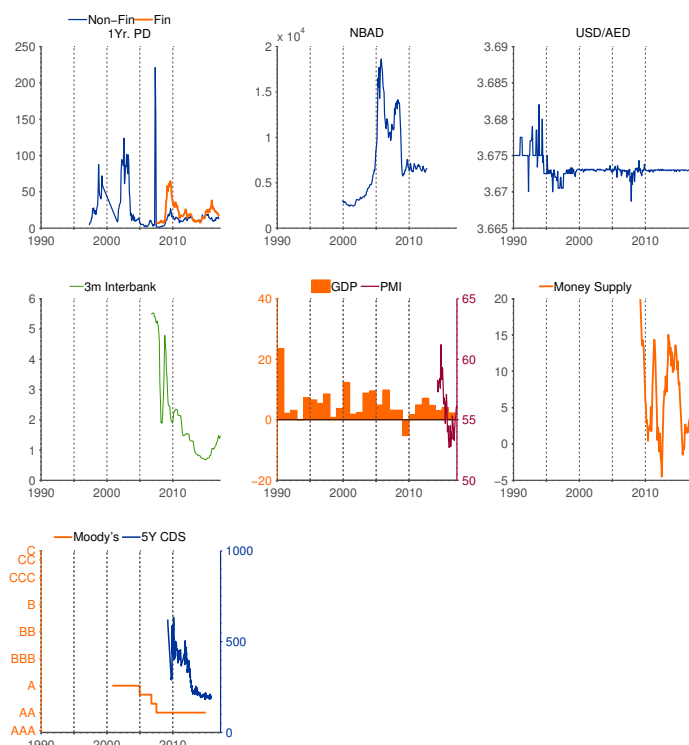 Non−Fin Fin
1Yr. PD
250
200
150
100
50
0
1990 2000 2010
NBAD
2 x 10^4
1.5
1
0.5
0
1990 2000 2010
USD/AED
3.69
3.685
3.68
3.675
3.67
3.665
1990 2000 2010
3m Interbank
6
5
4
3
2
1
0
1990 2000 2010
GDP PMI
40 65
20 60
0 55
−20 50
1990 2000 2010
Money Supply
20
15
10
5
0
−5
1990 2000 2010
Moody's 5Y CDS
C 1000
CC
CCC
B
BB 500
BBB
A
AA
AAA 0
1990 2000 2010